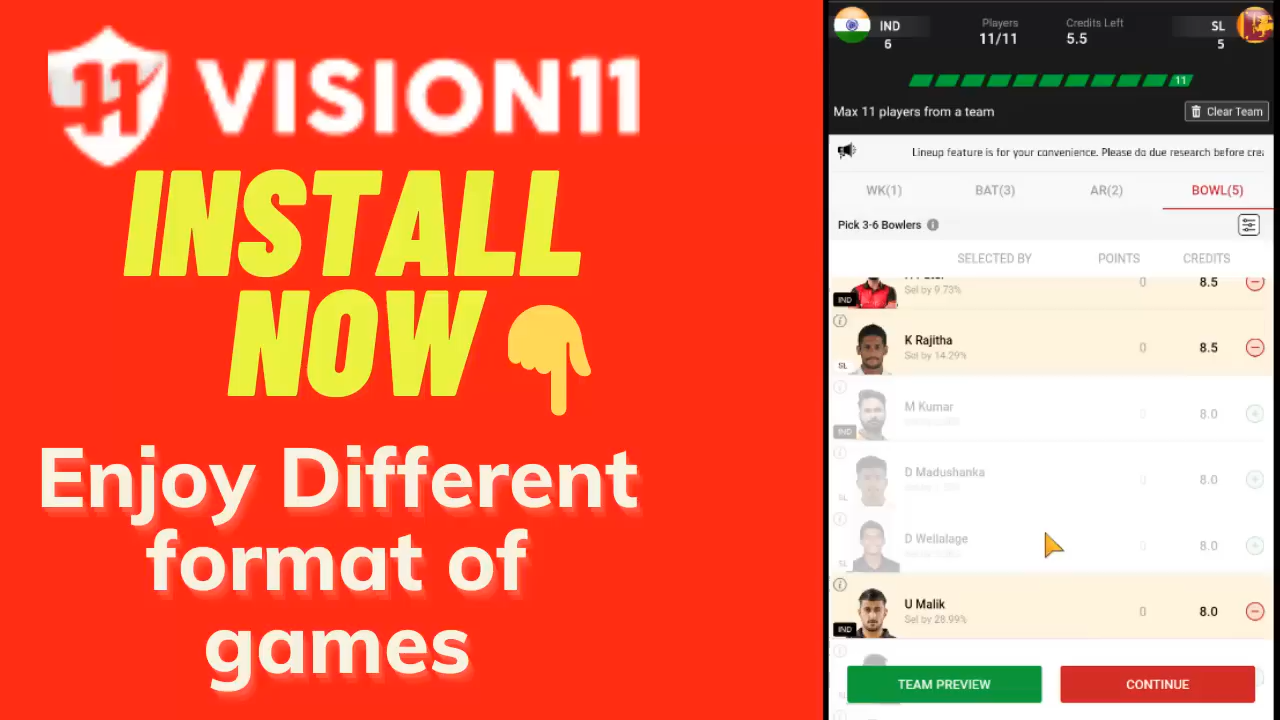 VISION11
INSTALL
NOW
Enjoy Different
format of
games
IND
6
Players
11/11
Credits Left
5.5
SL
5
11
Max 11 players from a team
Clear Team
Lineup feature is for your convenience. Please do due research before crea
WK(1) BAT(3) AR(2) BOWL(5)
Pick 3-6 Bowlers
SELECTED BY POINTS CREDITS
IND
Sel by 9.73%
0 8.5
K Rajitha
Sel by 14.29%
SL
0 8.5
M Kumar
IND
0 8.0
D Madushanka
SL
0 8.0
D Wellalage
SL
0 8.0
U Malik
Sel by 28.99%
IND
0 8.0
SL
TEAM PREVIEW CONTINUE